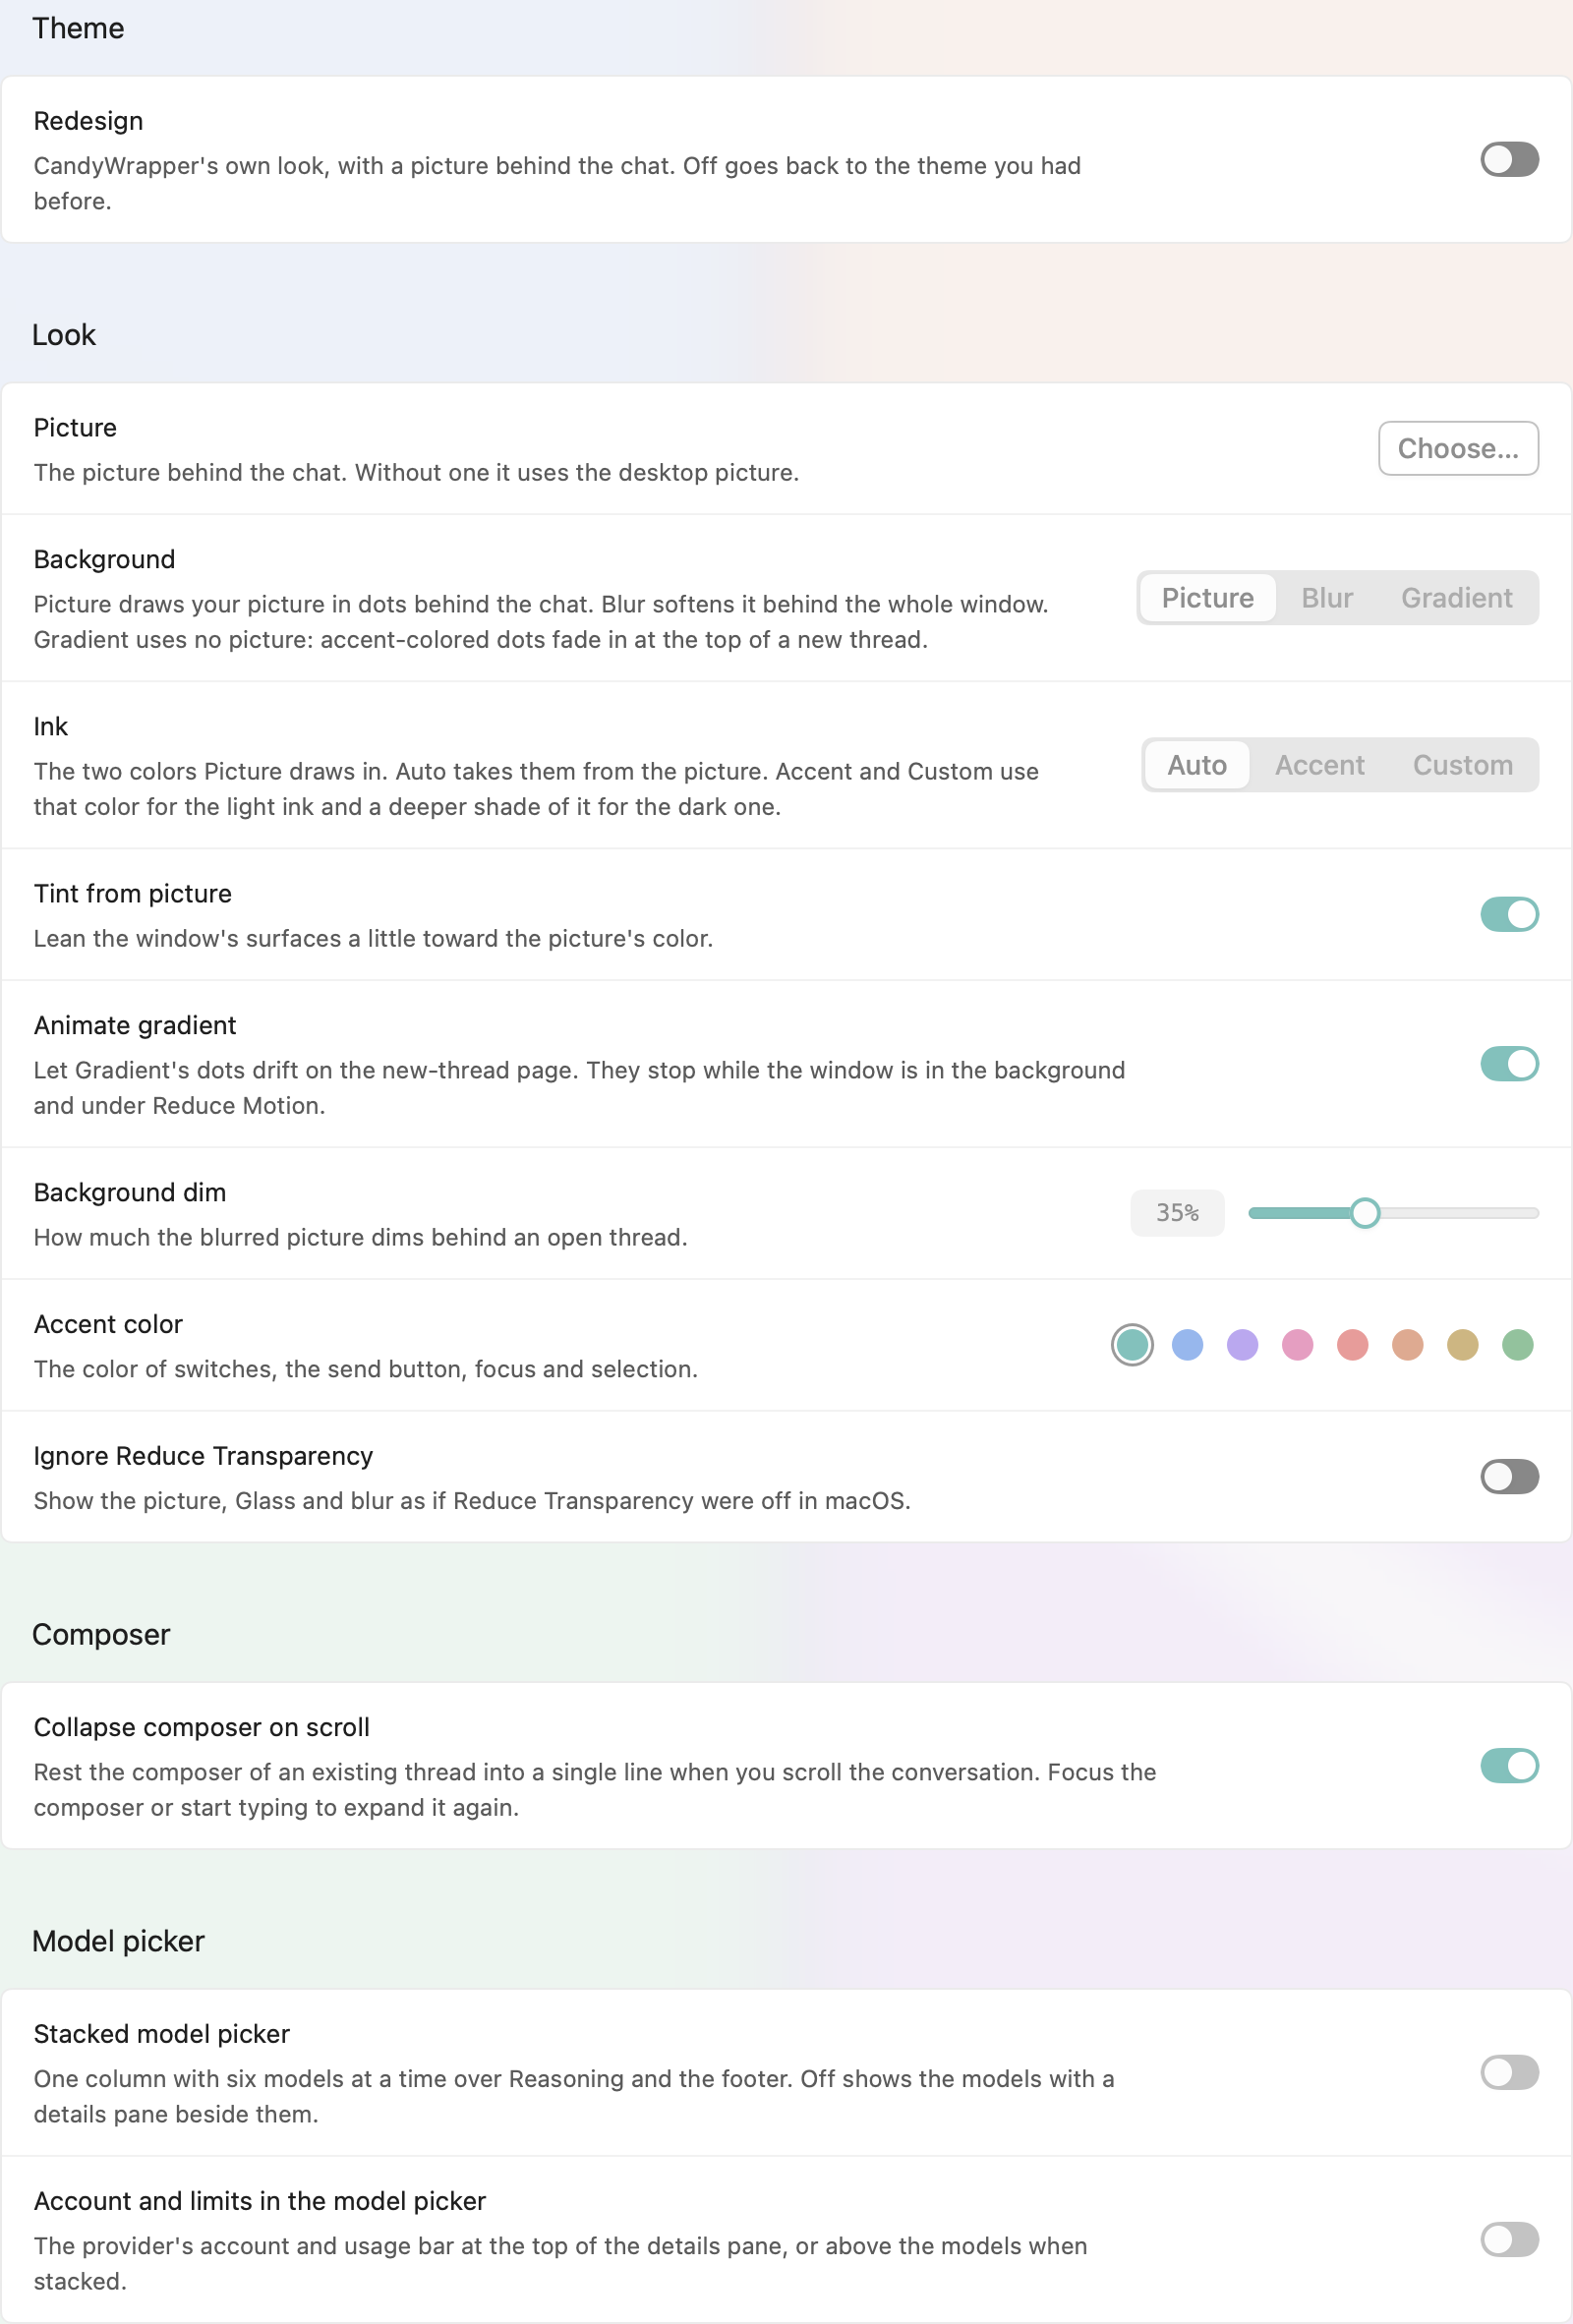 Theme
Redesign
CandyWrapper's own look, with a picture behind the chat. Off goes back to the theme you had
before.
Look
Picture
The picture behind the chat. Without one it uses the desktop picture.
Choose...
Background
Picture draws your picture in dots behind the chat. Blur softens it behind the whole window.
Gradient uses no picture: accent-colored dots fade in at the top of a new thread.
Picture Blur Gradient
Ink
The two colors Picture draws in. Auto takes them from the picture. Accent and Custom use
that color for the light ink and a deeper shade of it for the dark one.
Auto Accent Custom
Tint from picture
Lean the window's surfaces a little toward the picture's color.
Animate gradient
Let Gradient's dots drift on the new-thread page. They stop while the window is in the background
and under Reduce Motion.
Background dim
How much the blurred picture dims behind an open thread.
35%
Accent color
The color of switches, the send button, focus and selection.
Ignore Reduce Transparency
Show the picture, Glass and blur as if Reduce Transparency were off in macOS.
Composer
Collapse composer on scroll
Rest the composer of an existing thread into a single line when you scroll the conversation. Focus the
composer or start typing to expand it again.
Model picker
Stacked model picker
One column with six models at a time over Reasoning and the footer. Off shows the models with a
details pane beside them.
Account and limits in the model picker
The provider's account and usage bar at the top of the details pane, or above the models when
stacked.